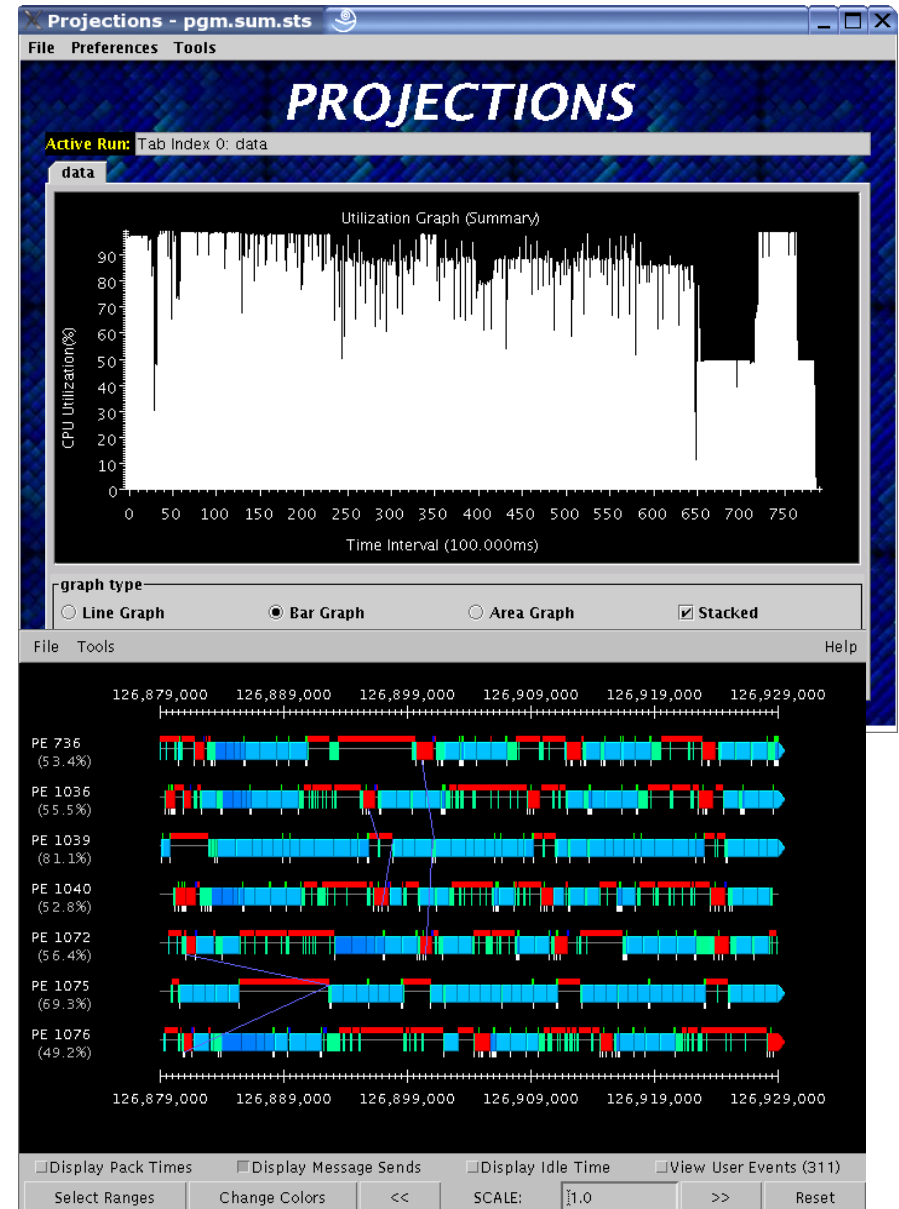 Projections - pgm.sum.sts
File Preferences Tools
PROJECTIONS
Active Run: Tab Index 0: data
data
Utilization Graph (Summary)
CPU Utilization(%)
90
80
70
60
50
40
30
20
10
0
0 50 100 150 200 250 300 350 400 450 500 550 600 650 700 750
Time Interval (100.000ms)
graph type
Line Graph Bar Graph Area Graph Stacked
File Tools Help
126,879,000 126,889,000 126,899,000 126,909,000 126,919,000 126,929,000
PE 736
(53.4%)
PE 1036
(55.5%)
PE 1039
(81.1%)
PE 1040
(52.8%)
PE 1072
(56.4%)
PE 1075
(69.3%)
PE 1076
(49.2%)
126,879,000 126,889,000 126,899,000 126,909,000 126,919,000 126,929,000
Display Pack Times Display Message Sends Display Idle Time View User Events (311)
Select Ranges Change Colors << SCALE: 1.0 >> Reset